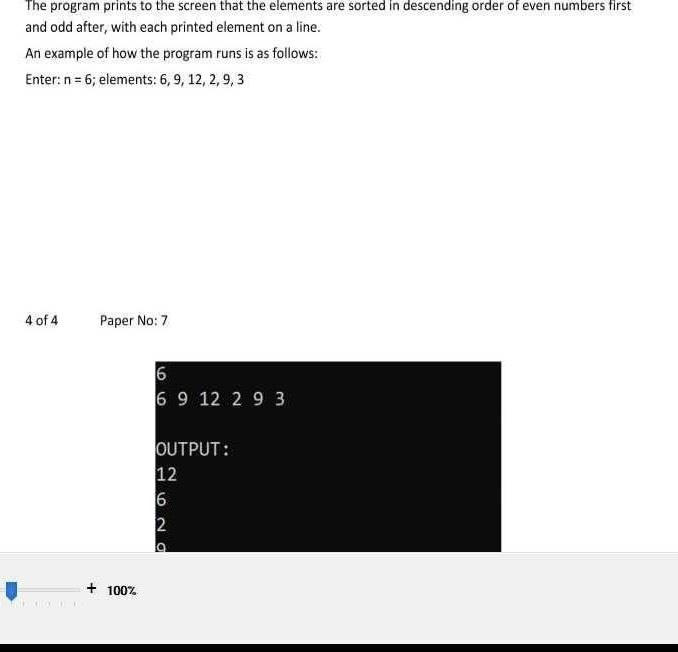 The program prints to the screen that the elements are sorted in descending order of even numbers first
and odd after, with each printed element on a line.
An example of how the program runs is as follows:
Enter: n = 6; elements: 6, 9, 12, 2, 9, 3
4 of 4 Paper No: 7
6
6 9 12 2 9 3
OUTPUT:
12
6
2
9
+ 100%